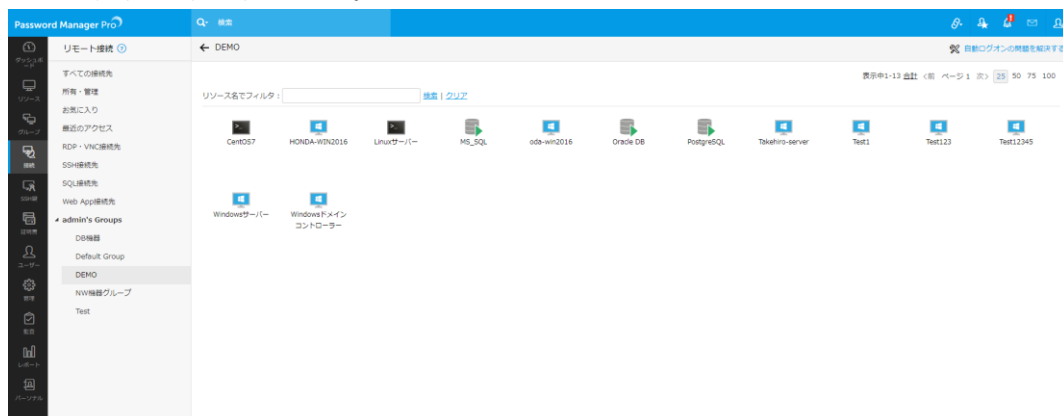 Password Manager Pro
検索
リモート接続
← DEMO
自動ログオンの問題を解決する
ダッシュボード
リソース
グループ
接続
SSH鍵
証明書
ユーザー
管理
監査
レポート
パーソナル
すべての接続先
所有・管理
お気に入り
最近のアクセス
RDP・VNC接続先
SSH接続先
SQL接続先
Web App接続先
admin's Groups
DB機器
Default Group
DEMO
NW機器グループ
Test
表示中1-13 合計 <前 ページ 1 次> 25 50 75 100
リソース名でフィルタ : 検索 | クリア
CentOS7
HONDA-WIN2016
Linuxサーバー
MS_SQL
oda-win2016
Oracle DB
PostgreSQL
Takehiro-server
Test1
Test123
Test12345
Windowsサーバー
Windowsドメイン
コントローラー